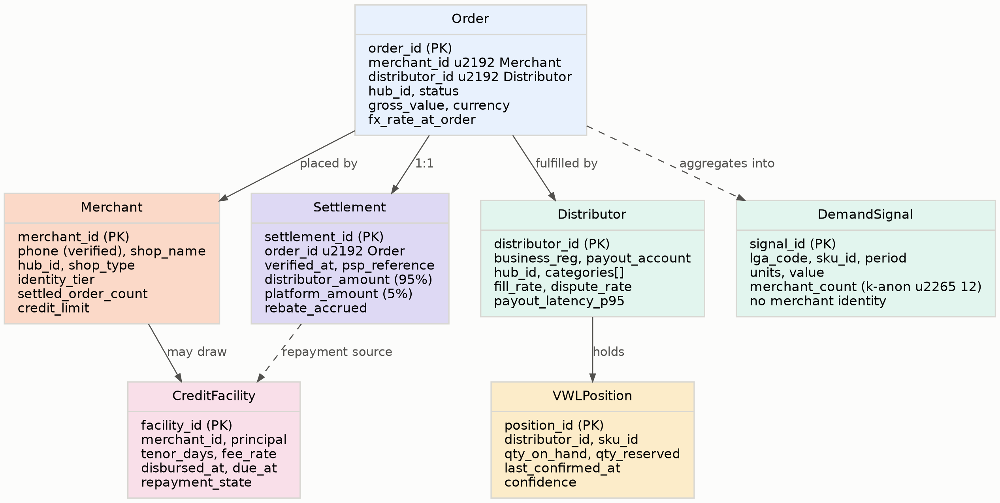 Order
order_id (PK)
merchant_id u2192 Merchant
distributor_id u2192 Distributor
hub_id, status
gross_value, currency
fx_rate_at_order
placed by
1:1
fulfilled by
aggregates into
Merchant
merchant_id (PK)
phone (verified), shop_name
hub_id, shop_type
identity_tier
settled_order_count
credit_limit
Settlement
settlement_id (PK)
order_id u2192 Order
verified_at, psp_reference
distributor_amount (95%)
platform_amount (5%)
rebate_accrued
Distributor
distributor_id (PK)
business_reg, payout_account
hub_id, categories[]
fill_rate, dispute_rate
payout_latency_p95
DemandSignal
signal_id (PK)
lga_code, sku_id, period
units, value
merchant_count (k-anon u2265 12)
no merchant identity
may draw
repayment source
holds
CreditFacility
facility_id (PK)
merchant_id, principal
tenor_days, fee_rate
disbursed_at, due_at
repayment_state
VWLPosition
position_id (PK)
distributor_id, sku_id
qty_on_hand, qty_reserved
last_confirmed_at
confidence